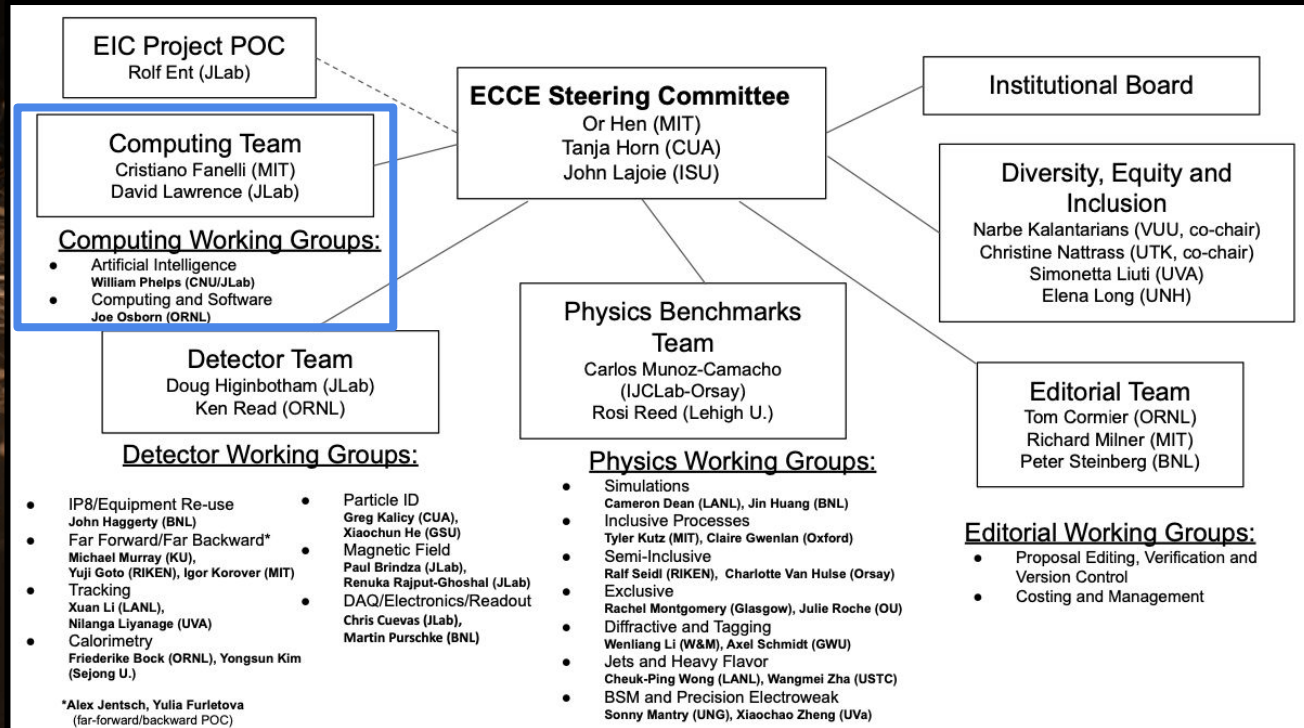 EIC Project POC
Rolf Ent (JLab)
ECCE Steering Committee
Or Hen (MIT)
Tanja Horn (CUA)
John Lajoie (ISU)
Institutional Board
Computing Team
Cristiano Fanelli (MIT)
David Lawrence (JLab)
Computing Working Groups:
● Artificial Intelligence
William Phelps (CNU/JLab)
● Computing and Software
Joe Osborn (ORNL)
Diversity, Equity and
Inclusion
Narbe Kalantarians (VUU, co-chair)
Christine Nattrass (UTK, co-chair)
Simonetta Liuti (UVA)
Elena Long (UNH)
Detector Team
Doug Higinbotham (JLab)
Ken Read (ORNL)
Physics Benchmarks
Team
Carlos Munoz-Camacho
(IJCLab-Orsay)
Rosi Reed (Lehigh U.)
Editorial Team
Tom Cormier (ORNL)
Richard Milner (MIT)
Peter Steinberg (BNL)
Detector Working Groups:
● IP8/Equipment Re-use
John Haggerty (BNL)
● Far Forward/Far Backward*
Michael Murray (KU),
Yuji Goto (RIKEN), Igor Korover (MIT)
● Tracking
Xuan Li (LANL),
Nilanga Liyanage (UVA)
● Calorimetry
Friederike Bock (ORNL), Yongsun Kim
(Sejong U.)
*Alex Jentsch, Yulia Furletova
(far-forward/backward POC)
● Particle ID
Greg Kalicy (CUA),
Xiaochun He (GSU)
● Magnetic Field
Paul Brindza (JLab),
Renuka Rajput-Ghoshal (JLab)
● DAQ/Electronics/Readout
Chris Cuevas (JLab),
Martin Purschke (BNL)
Physics Working Groups:
● Simulations
Cameron Dean (LANL), Jin Huang (BNL)
● Inclusive Processes
Tyler Kutz (MIT), Claire Gwenlan (Oxford)
● Semi-Inclusive
Ralf Seidl (RIKEN), Charlotte Van Hulse (Orsay)
● Exclusive
Rachel Montgomery (Glasgow), Julie Roche (OU)
● Diffractive and Tagging
Wenliang Li (W&M), Axel Schmidt (GWU)
● Jets and Heavy Flavor
Cheuk-Ping Wong (LANL), Wangmei Zha (USTC)
● BSM and Precision Electroweak
Sonny Mantry (UNG), Xiaochao Zheng (UVa)
Editorial Working Groups:
● Proposal Editing, Verification and
Version Control
● Costing and Management